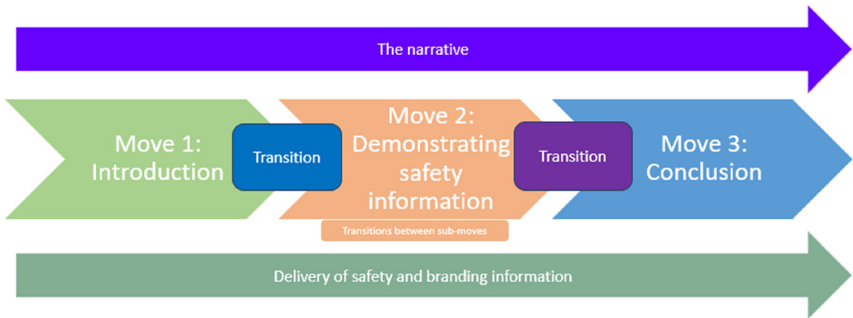 The narrative
Move 1:
Introduction
Transition
Move 2:
Demonstrating
safety
information
Transitions between sub-moves
Transition
Move 3:
Conclusion
Delivery of safety and branding information